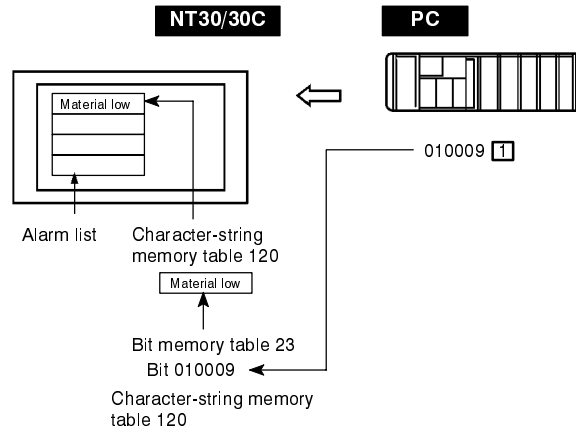 NT30/30C
PC
Material low
010009 1
Alarm list
Character-string
memory table 120
Material low
Bit memory table 23
Bit 010009
Character-string memory
table 120